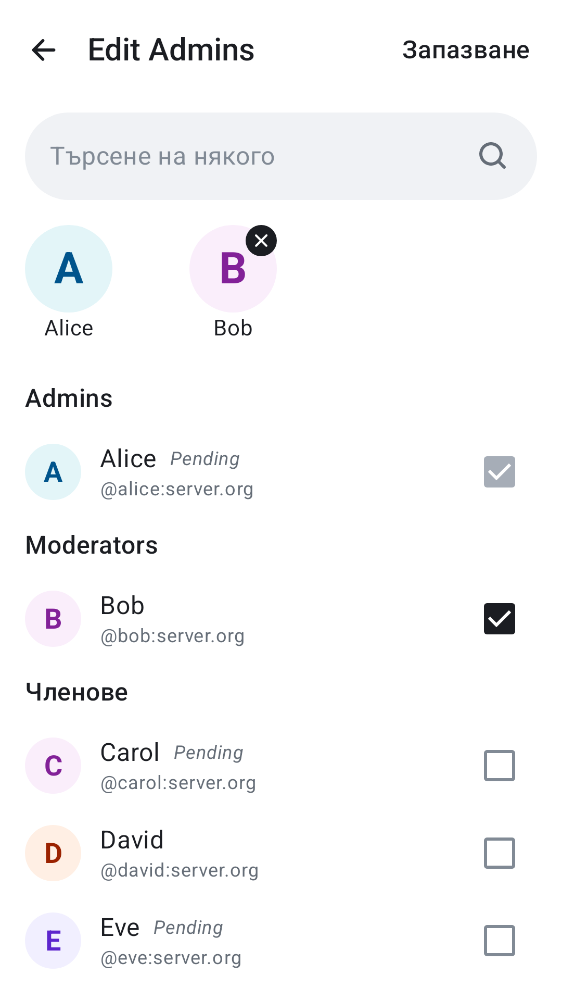 Edit Admins Запазване
Търсене на някого
A B
Alice Bob
Admins
A Alice Pending
@alice:server.org
Moderators
B Bob
@bob:server.org
Членове
C Carol Pending
@carol:server.org
D David
@david:server.org
E Eve Pending
@eve:server.org